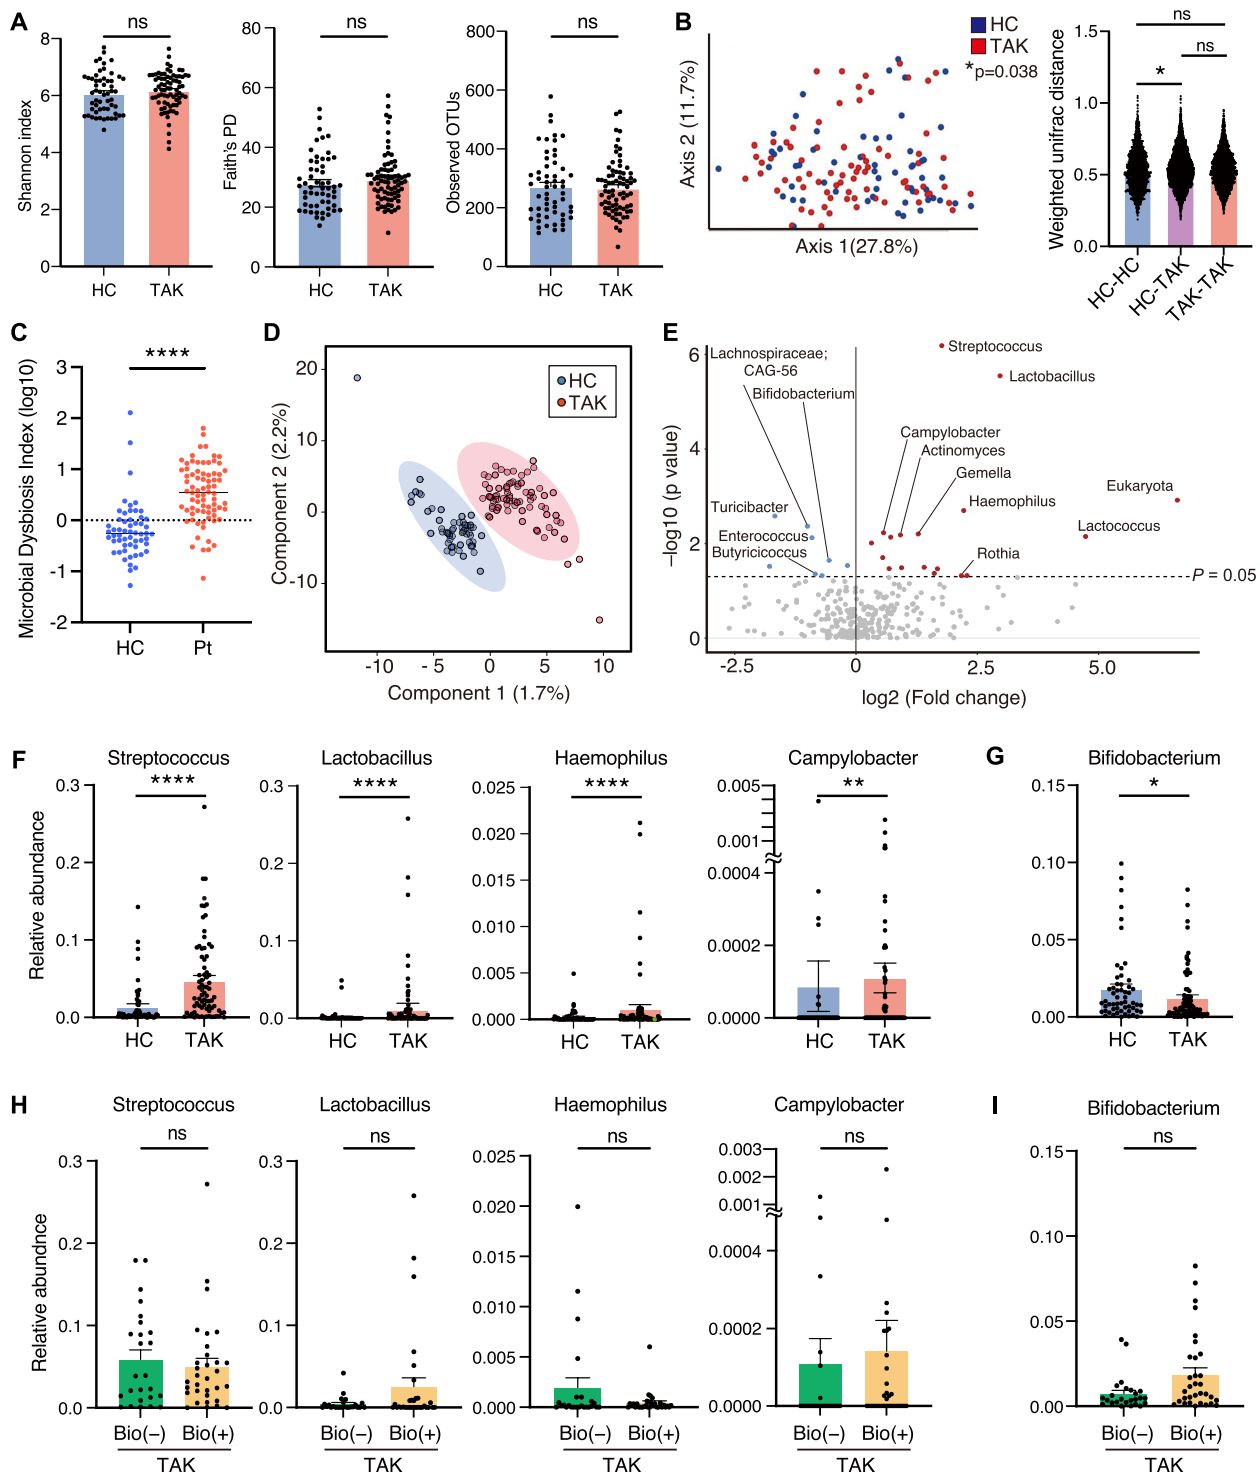 A
ns
Shannon index
8
6
4
2
0
HC TAK
ns
Faith's PD
80
60
40
20
0
HC TAK
ns
Observed OTUs
800
600
400
200
0
HC TAK
B
HC
TAK
*p=0.038
Axis 2 (11.7%)
Axis 1(27.8%)
Weighted unifrac distance
ns
ns
*
1.5
1.0
0.5
0.0
HC-HC
HC-TAK
TAK-TAK
C
****
Microbial Dysbiosis Index (log10)
3
2
1
0
-1
-2
HC Pt
D
HC
TAK
Component 2 (2.2%)
20
10
0
-10
-10 - 5 0 5 10
Component 1 (1.7%)
E
−log10 (p value)
6
4
2
0
Streptococcus
Lachnospiraceae;
CAG-56
Lactobacillus
Bifidobacterium
Campylobacter
Actinomyces
Gemella
Eukaryota
Haemophilus
Turicibacter
Lactococcus
Enterococcus
Butyricicoccus
Rothia
P = 0.05
-2.5 0 2.5 5.0
log2 (Fold change)
F
Relative abundance
Streptococcus
****
0.3
0.2
0.1
0.0
HC TAK
Lactobacillus
****
0.3
0.2
0.1
0.0
HC TAK
Haemophilus
****
0.025
0.020
0.015
0.010
0.005
0.000
HC TAK
Campylobacter
**
0.005
0.001
0.0004
0.0002
0.0000
HC TAK
G
Bifidobacterium
*
0.15
0.10
0.05
0.00
HC TAK
H
Relative abundnce
Streptococcus
ns
0.3
0.2
0.1
0.0
Bio(−) Bio(+)
TAK
Lactobacillus
ns
0.3
0.2
0.1
0.0
Bio(−) Bio(+)
TAK
Haemophilus
ns
0.025
0.020
0.015
0.010
0.005
0.000
Bio(−) Bio(+)
TAK
Campylobacter
ns
0.003
0.002
0.001
0.0004
0.0002
0.0000
Bio(−) Bio(+)
TAK
I
Bifidobacterium
ns
0.15
0.10
0.05
0.00
Bio(−) Bio(+)
TAK